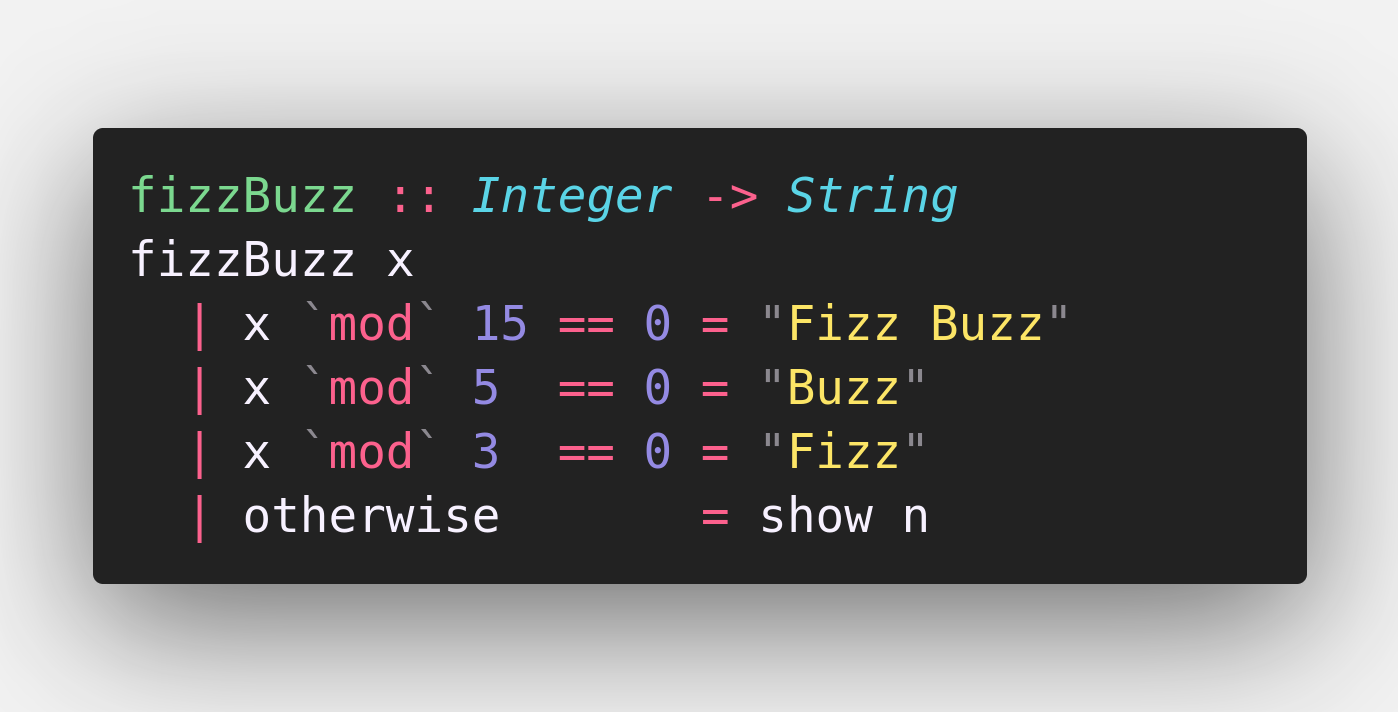 fizzBuzz :: Integer -> String
fizzBuzz x
  | x `mod` 15 == 0 = "Fizz Buzz"
  | x `mod` 5  == 0 = "Buzz"
  | x `mod` 3  == 0 = "Fizz"
  | otherwise       = show n